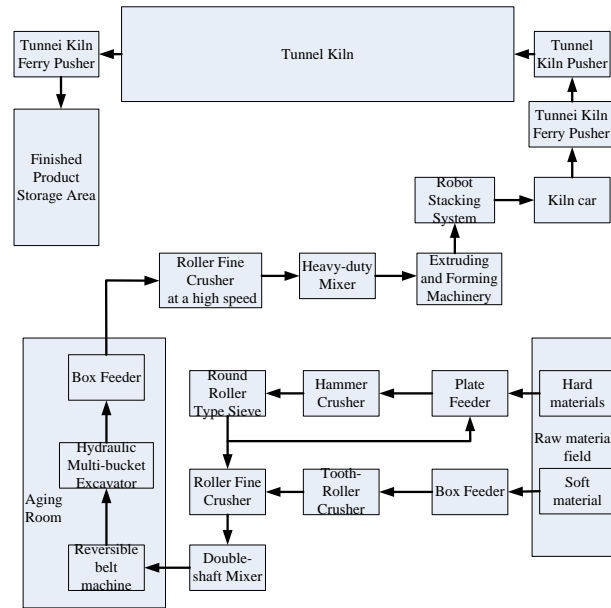 Tunnei Kiln
Ferry Pusher
Tunnel Kiln
Tunnel
Kiln Pusher
Tunnei Kiln
Ferry Pusher
Finished
Product
Storage Area
Robot
Stacking
System
Kiln car
Roller Fine
Crusher
at a high speed
Heavy-duty
Mixer
Extruding
and Forming
Machinery
Box Feeder
Round
Roller
Type Sieve
Hammer
Crusher
Plate
Feeder
Hard
materials
Raw material
field
Hydraulic
Multi-bucket
Excavator
Aging
Room
Roller Fine
Crusher
Tooth-
Roller
Crusher
Box Feeder
Soft
material
Reversible
belt
machine
Double-
shaft Mixer